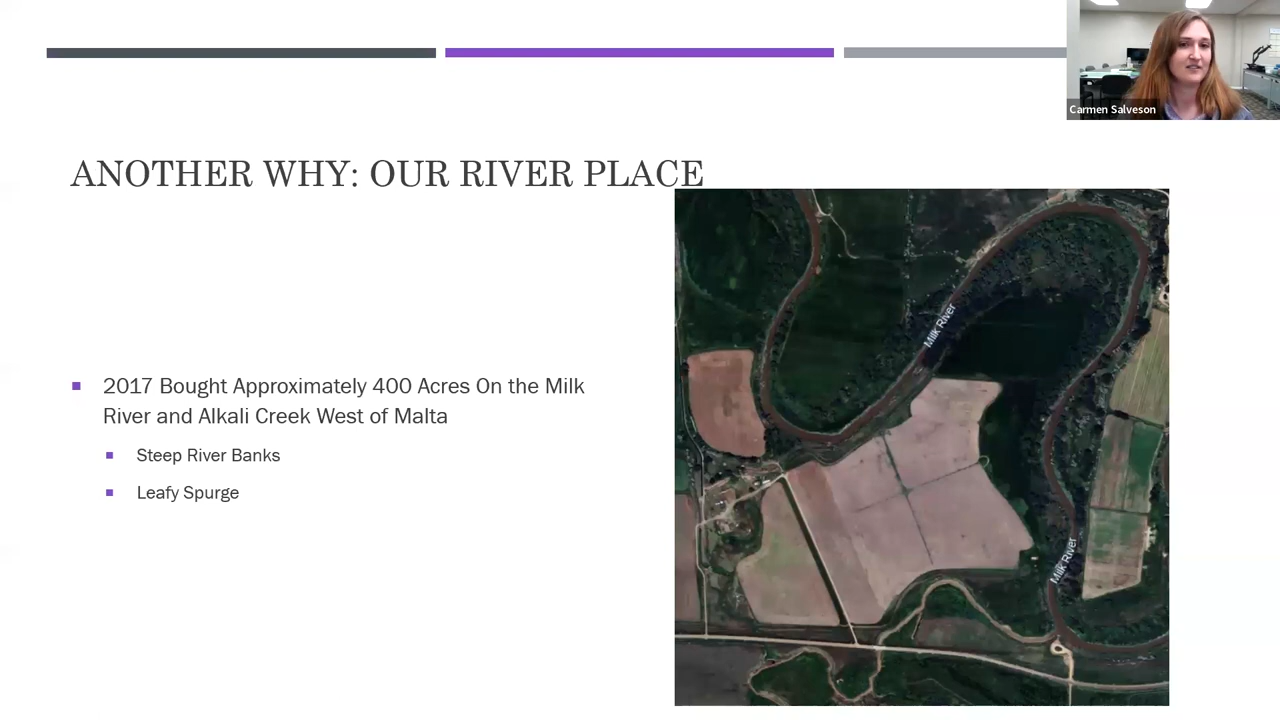 Carmen Salveson
ANOTHER WHY: OUR RIVER PLACE
2017 Bought Approximately 400 Acres On the Milk
River and Alkali Creek West of Malta
Steep River Banks
Leafy Spurge
Milk River
Milk River